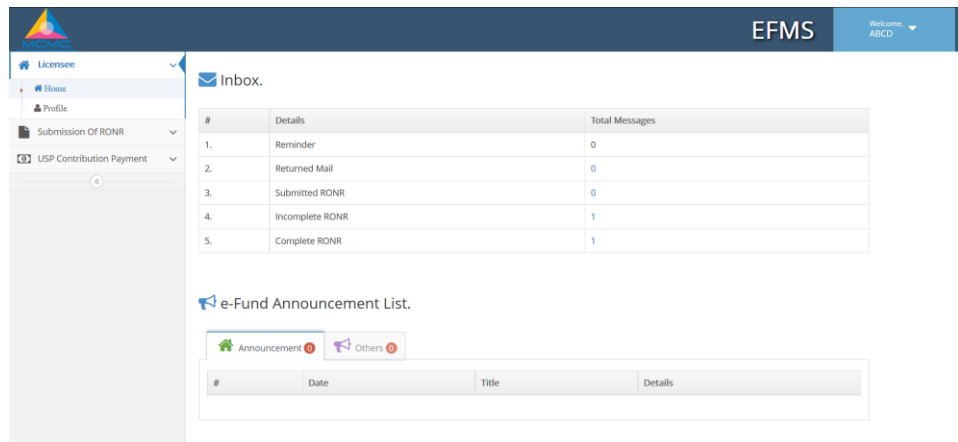 MCMC
EFMS
Welcome,
ABCD
Licensee
Home
Profile
Submission Of RONR
USP Contribution Payment
Inbox.
# Details Total Messages
1. Reminder 0
2. Returned Mail 0
3. Submitted RONR 0
4. Incomplete RONR 1
5. Complete RONR 1
e-Fund Announcement List.
Announcement 0 Others 0
# Date Title Details